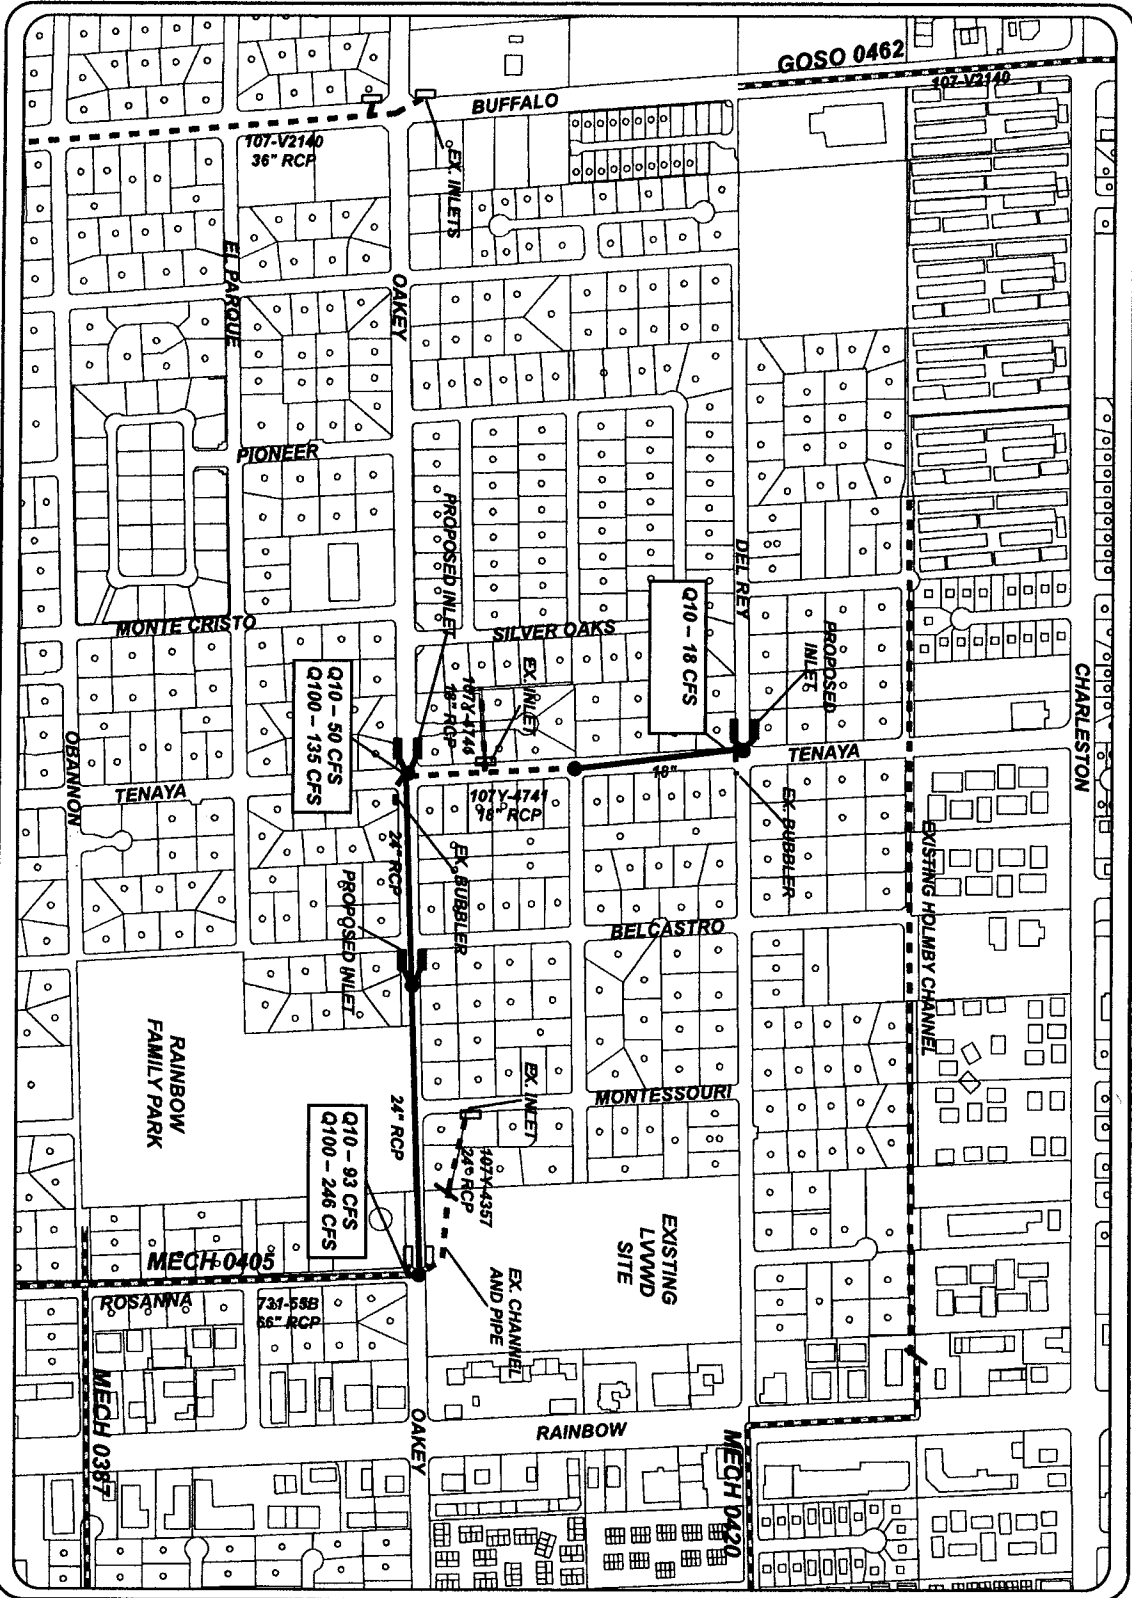 GOSO 0462
107-V2140
BUFFALO
107-V2140
36" RCP
EX. INLETS
EL PARQUE
OAKEY
PIONEER
PROPOSED INLET
DEL REY
MONTE CRISTO
SILVER OAKS
Q10 – 18 CFS
PROPOSED
INLET
EX. INLET
107Y-4744
18" RCP
Q10 – 50 CFS
Q100 – 135 CFS
CHARLESTON
OBANNON
TENAYA
TENAYA
18"
107Y-4741
18" RCP
EX. BUBBLER
24" RCP
EX. BUBBLER
EXISTING HOLMBY CHANNEL
PROPOSED INLET
BELCASTRO
RAINBOW
FAMILY PARK
EX. INLET
MONTESSOURI
24" RCP
107Y-4357
24" RCP
Q10 – 93 CFS
Q100 – 246 CFS
EXISTING
LVVWD
SITE
MECH 0405
EX. CHANNEL
AND PIPE
ROSANNA
731-55B
66" RCP
MECH 0387
OAKEY
RAINBOW
MECH 0420